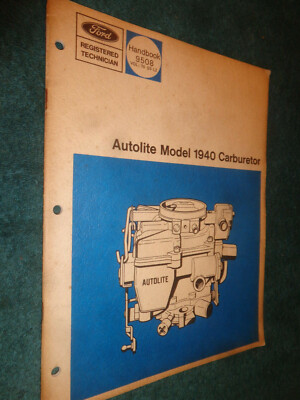 Ford
REGISTERED
TECHNICIAN
Handbook
9508
Autolite Model 1940 Carburetor
AUTOLITE